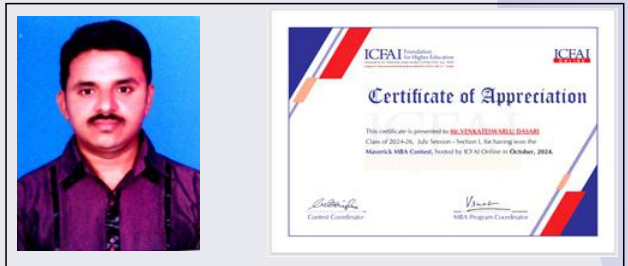 ICFAI Foundation
for Higher Education
ICFAI
ONLINE
Certificate of Appreciation
This certificate is presented to Mr. VENKATESWARLU DASARI
Class of 2024-26, July Session - Section I, for having won the
Maverick MBA Contest, hosted by ICFAI Online in October, 2024.
Contest Coordinator
MBA Program Coordinator